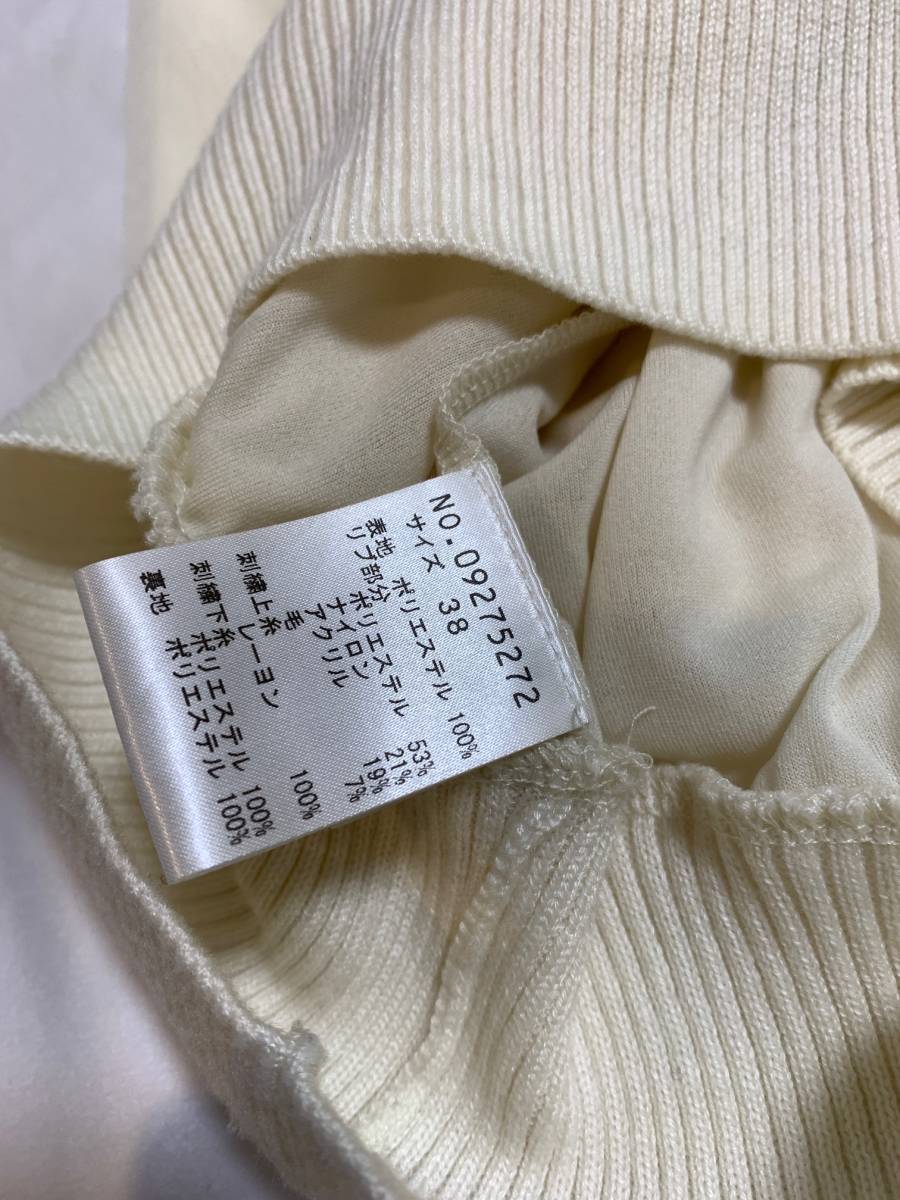 NO.09275272
サイズ 38
表地 ポリエステル 100%
リブ部分 ポリエステル 53%
ナイロン 21%
アクリル 19%
毛 7%
刺繍上糸 レーヨン 100%
刺繍下糸 ポリエステル 100%
裏地 ポリエステル 100%